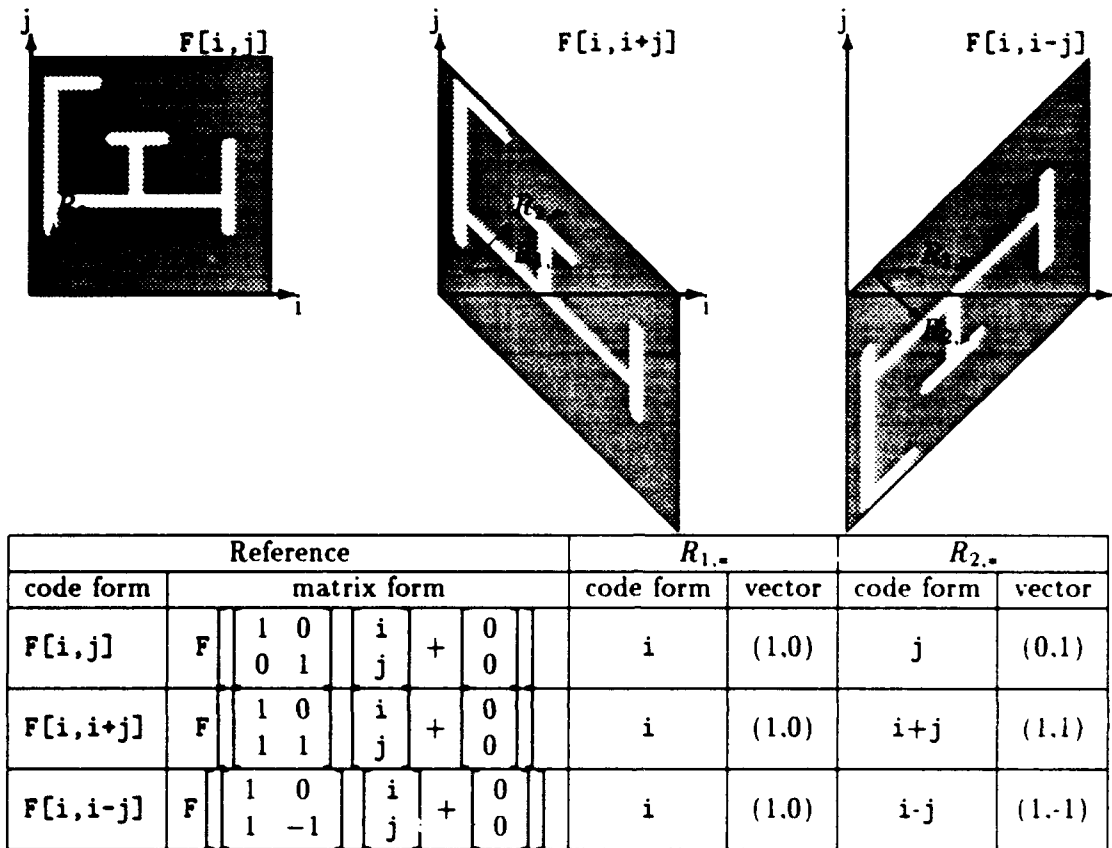 j F[i,j] j F[i,i+j] j F[i,i-j]
i i
Reference R1,* R2,*
code form matrix form code form vector code form vector
F[i,j] F [ [ 1 0 0 1 ] [ i j ] + [ 0 0 ] ] i (1.0) j (0.1)
F[i,i+j] F [ [ 1 0 1 1 ] [ i j ] + [ 0 0 ] ] i (1.0) i+j (1.1)
F[i,i-j] F [ [ 1 0 1 −1 ] [ i j ] + [ 0 0 ] ] i (1.0) i-j (1.-1)